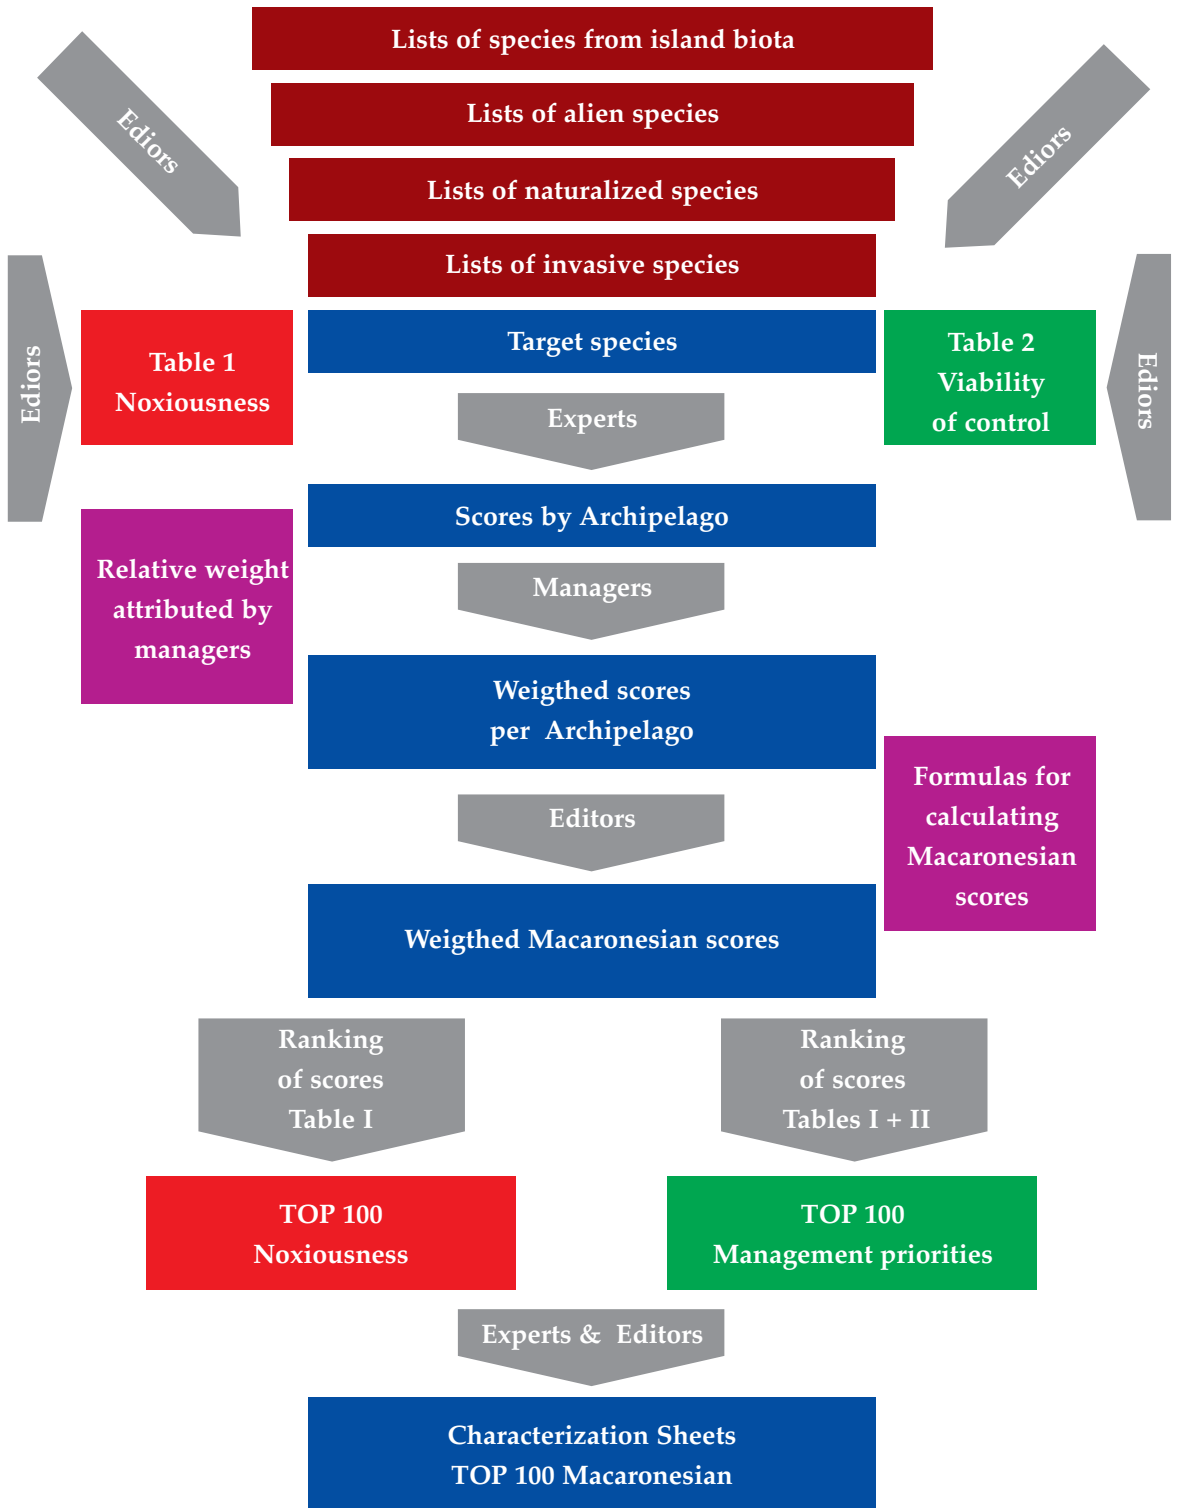 Lists of species from island biota
Ediors
Lists of alien species
Ediors
Lists of naturalized species
Lists of invasive species
Ediors
Table 1
Noxiousness
Target species
Table 2
Viability
of control
Ediors
Experts
Scores by Archipelago
Relative weight
attributed by
managers
Managers
Weigthed scores
per Archipelago
Formulas for
calculating
Macaronesian
scores
Editors
Weigthed Macaronesian scores
Ranking
of scores
Table I
Ranking
of scores
Tables I + II
TOP 100
Noxiousness
TOP 100
Management priorities
Experts & Editors
Characterization Sheets
TOP 100 Macaronesian